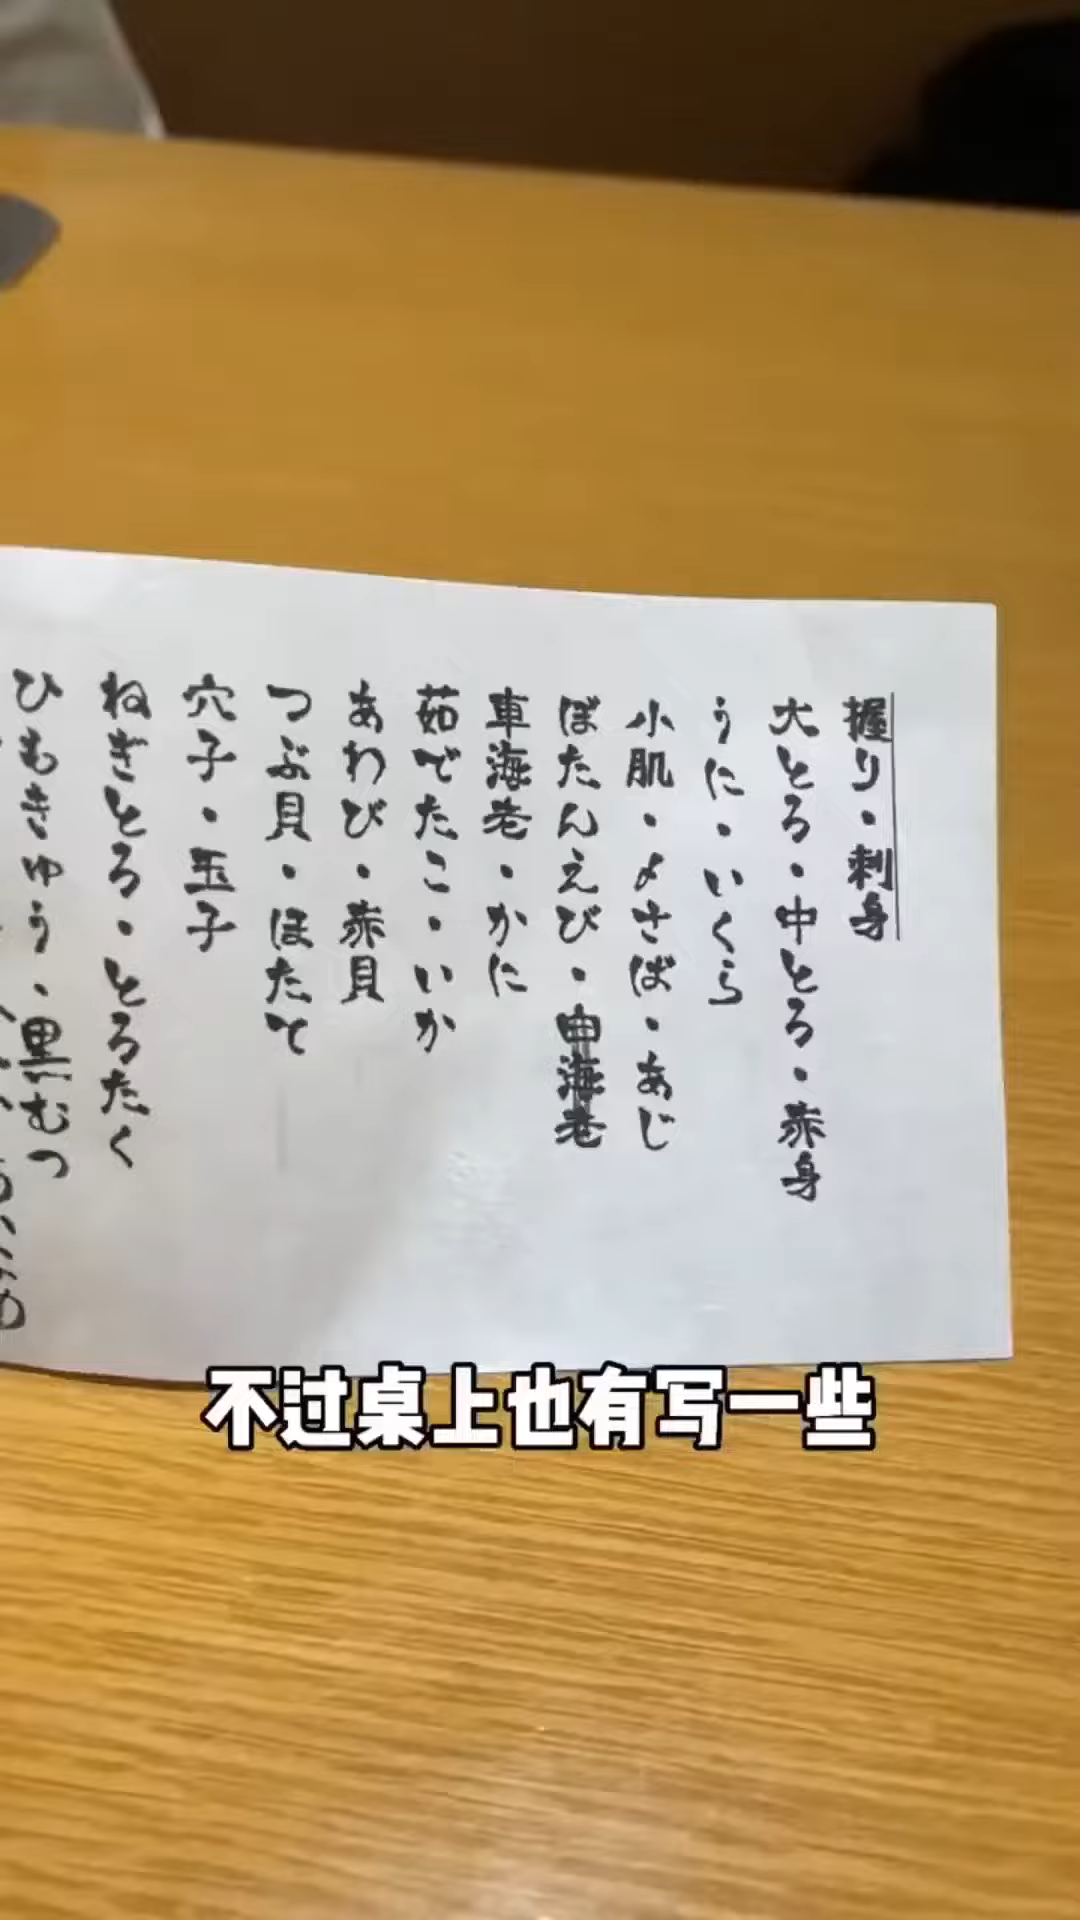 握り・刺身
大とろ・中とろ・赤身
うに・いくら
小肌・〆さば・あじ
ぼたんえび・
車海老・かに
茹でたこ・いか
あわび・赤貝
つぶ貝・ほたて
穴子・玉子
ねぎとろ・とろたく
ひもきゅう・黒むつ
不过桌上也有写一些